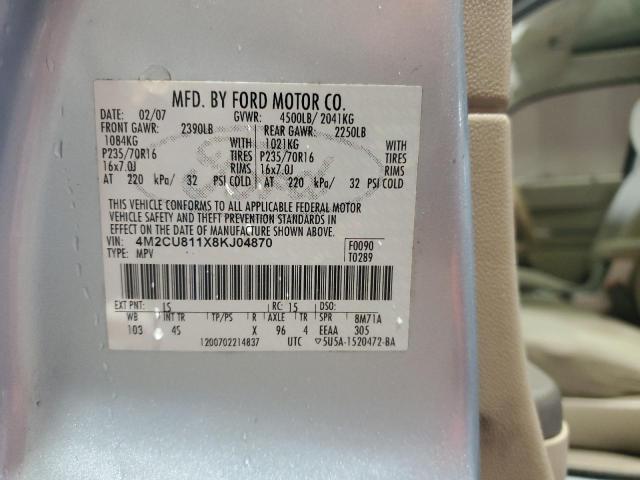 MFD. BY FORD MOTOR CO.
DATE: 02/07 GVWR: 4500LB/ 2041KG
FRONT GAWR: 2390LB REAR GAWR: 2250LB
1084KG WITH 1021KG WITH
P235/70R16 TIRES P235/70R16 TIRES
16x7.0J RIMS 16x7.0J RIMS
AT 220 kPa/ 32 PSI COLD AT 220 kPa/ 32 PSI COLD
THIS VEHICLE CONFORMS TO ALL APPLICABLE FEDERAL MOTOR
VEHICLE SAFETY AND THEFT PREVENTION STANDARDS IN
EFFECT ON THE DATE OF MANUFACTURE SHOWN ABOVE.
VIN: 4M2CU811X8KJ04870 F0090
TYPE: MPV T0289
EXT PNT: 15 RC: 15 DSO:
WB INT TR TP/PS R AXLE TR SPR 8M71A
103 45 X 96 4 EEAA 305
1200702214837 UTC ▽5U5A-1520472-BA
Ford